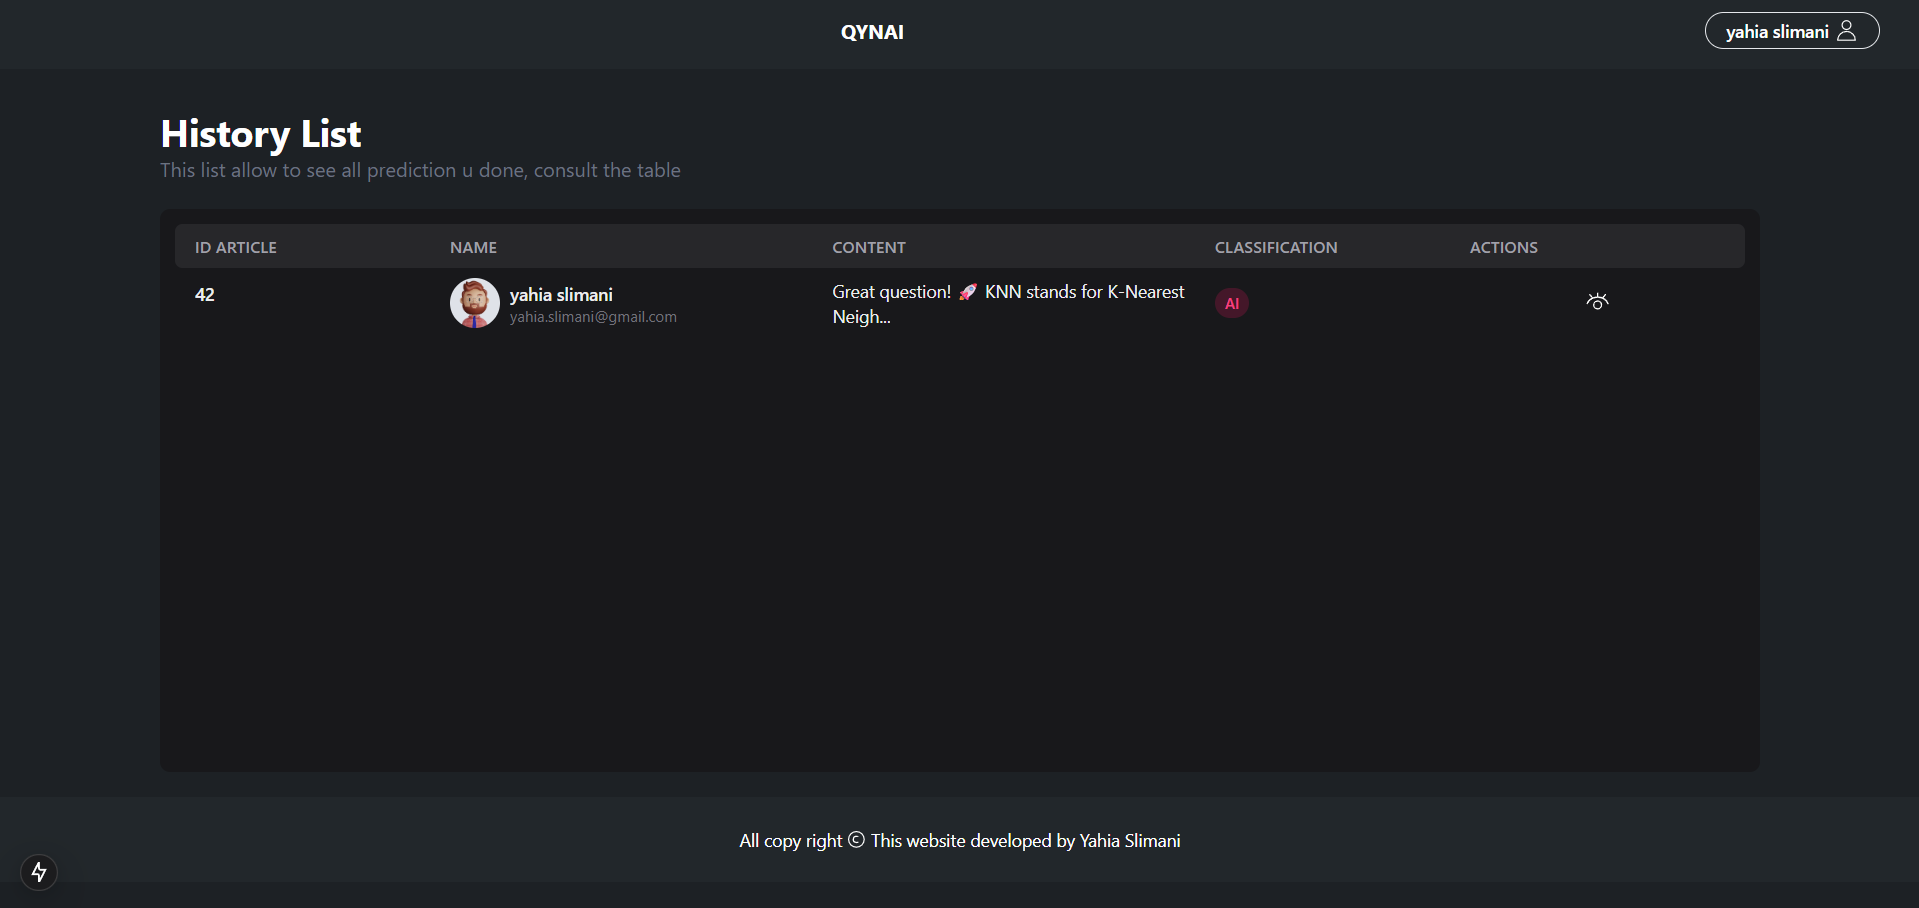 QYNAI
yahia slimani
History List
This list allow to see all prediction u done, consult the table
ID ARTICLE NAME CONTENT CLASSIFICATION ACTIONS
42
yahia slimani
yahia.slimani@gmail.com
Great question! 🚀 KNN stands for K-Nearest
Neigh...
AI
All copy right © This website developed by Yahia Slimani